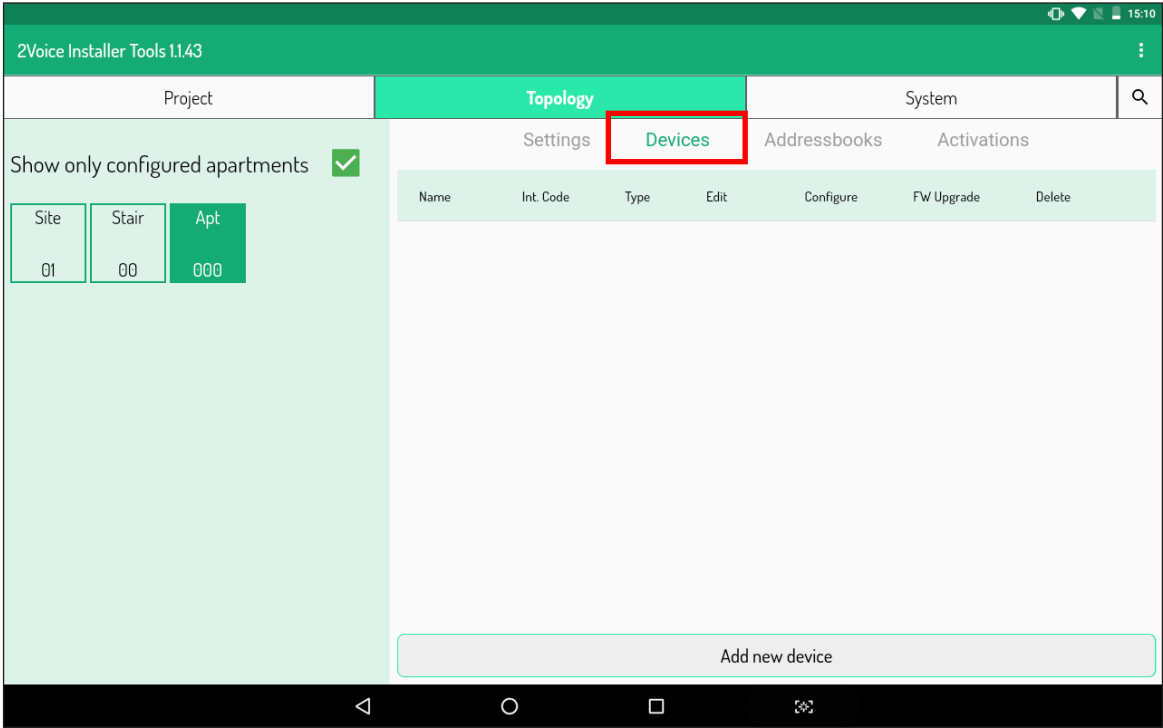 15:10
2Voice Installer Tools 1.1.43
Project
Topology
System
Show only configured apartments
Site
Stair
Apt
01
00
000
Settings
Devices
Addressbooks
Activations
Name
Int. Code
Type
Edit
Configure
FW Upgrade
Delete
Add new device